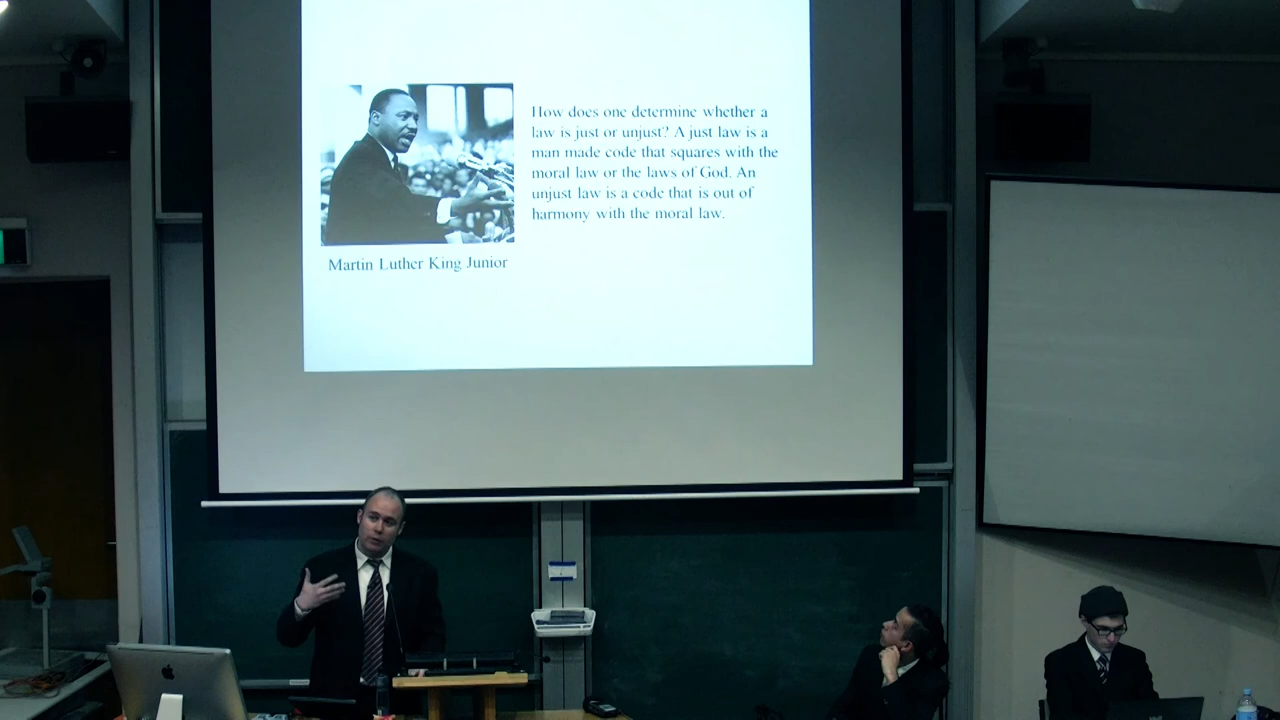 How does one determine whether a
law is just or unjust? A just law is a
man made code that squares with the
moral law or the laws of God. An
unjust law is a code that is out of
harmony with the moral law.
Martin Luther King Junior